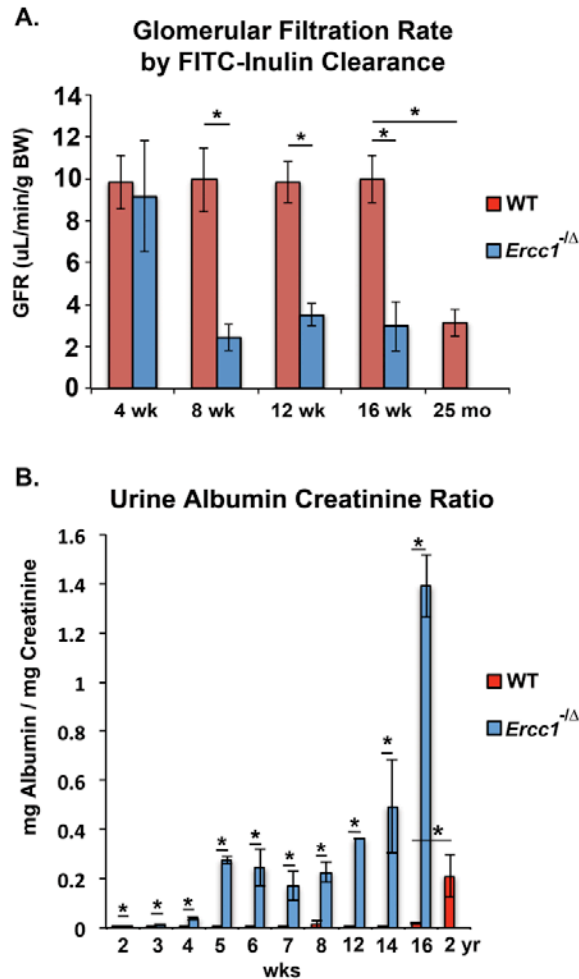 A.
Glomerular Filtration Rate
by FITC-Inulin Clearance
GFR (uL/min/g BW)
14
12
10
8
6
4
2
0
* * * *
WT
Ercc1-/Δ
4 wk 8 wk 12 wk 16 wk 25 mo
B.
Urine Albumin Creatinine Ratio
mg Albumin / mg Creatinine
1.6
1.4
1.2
1
0.8
0.6
0.4
0.2
0
* * * * * * * * * * *
WT
Ercc1-/Δ
2 3 4 5 6 7 8 12 14 16 2 yr
wks